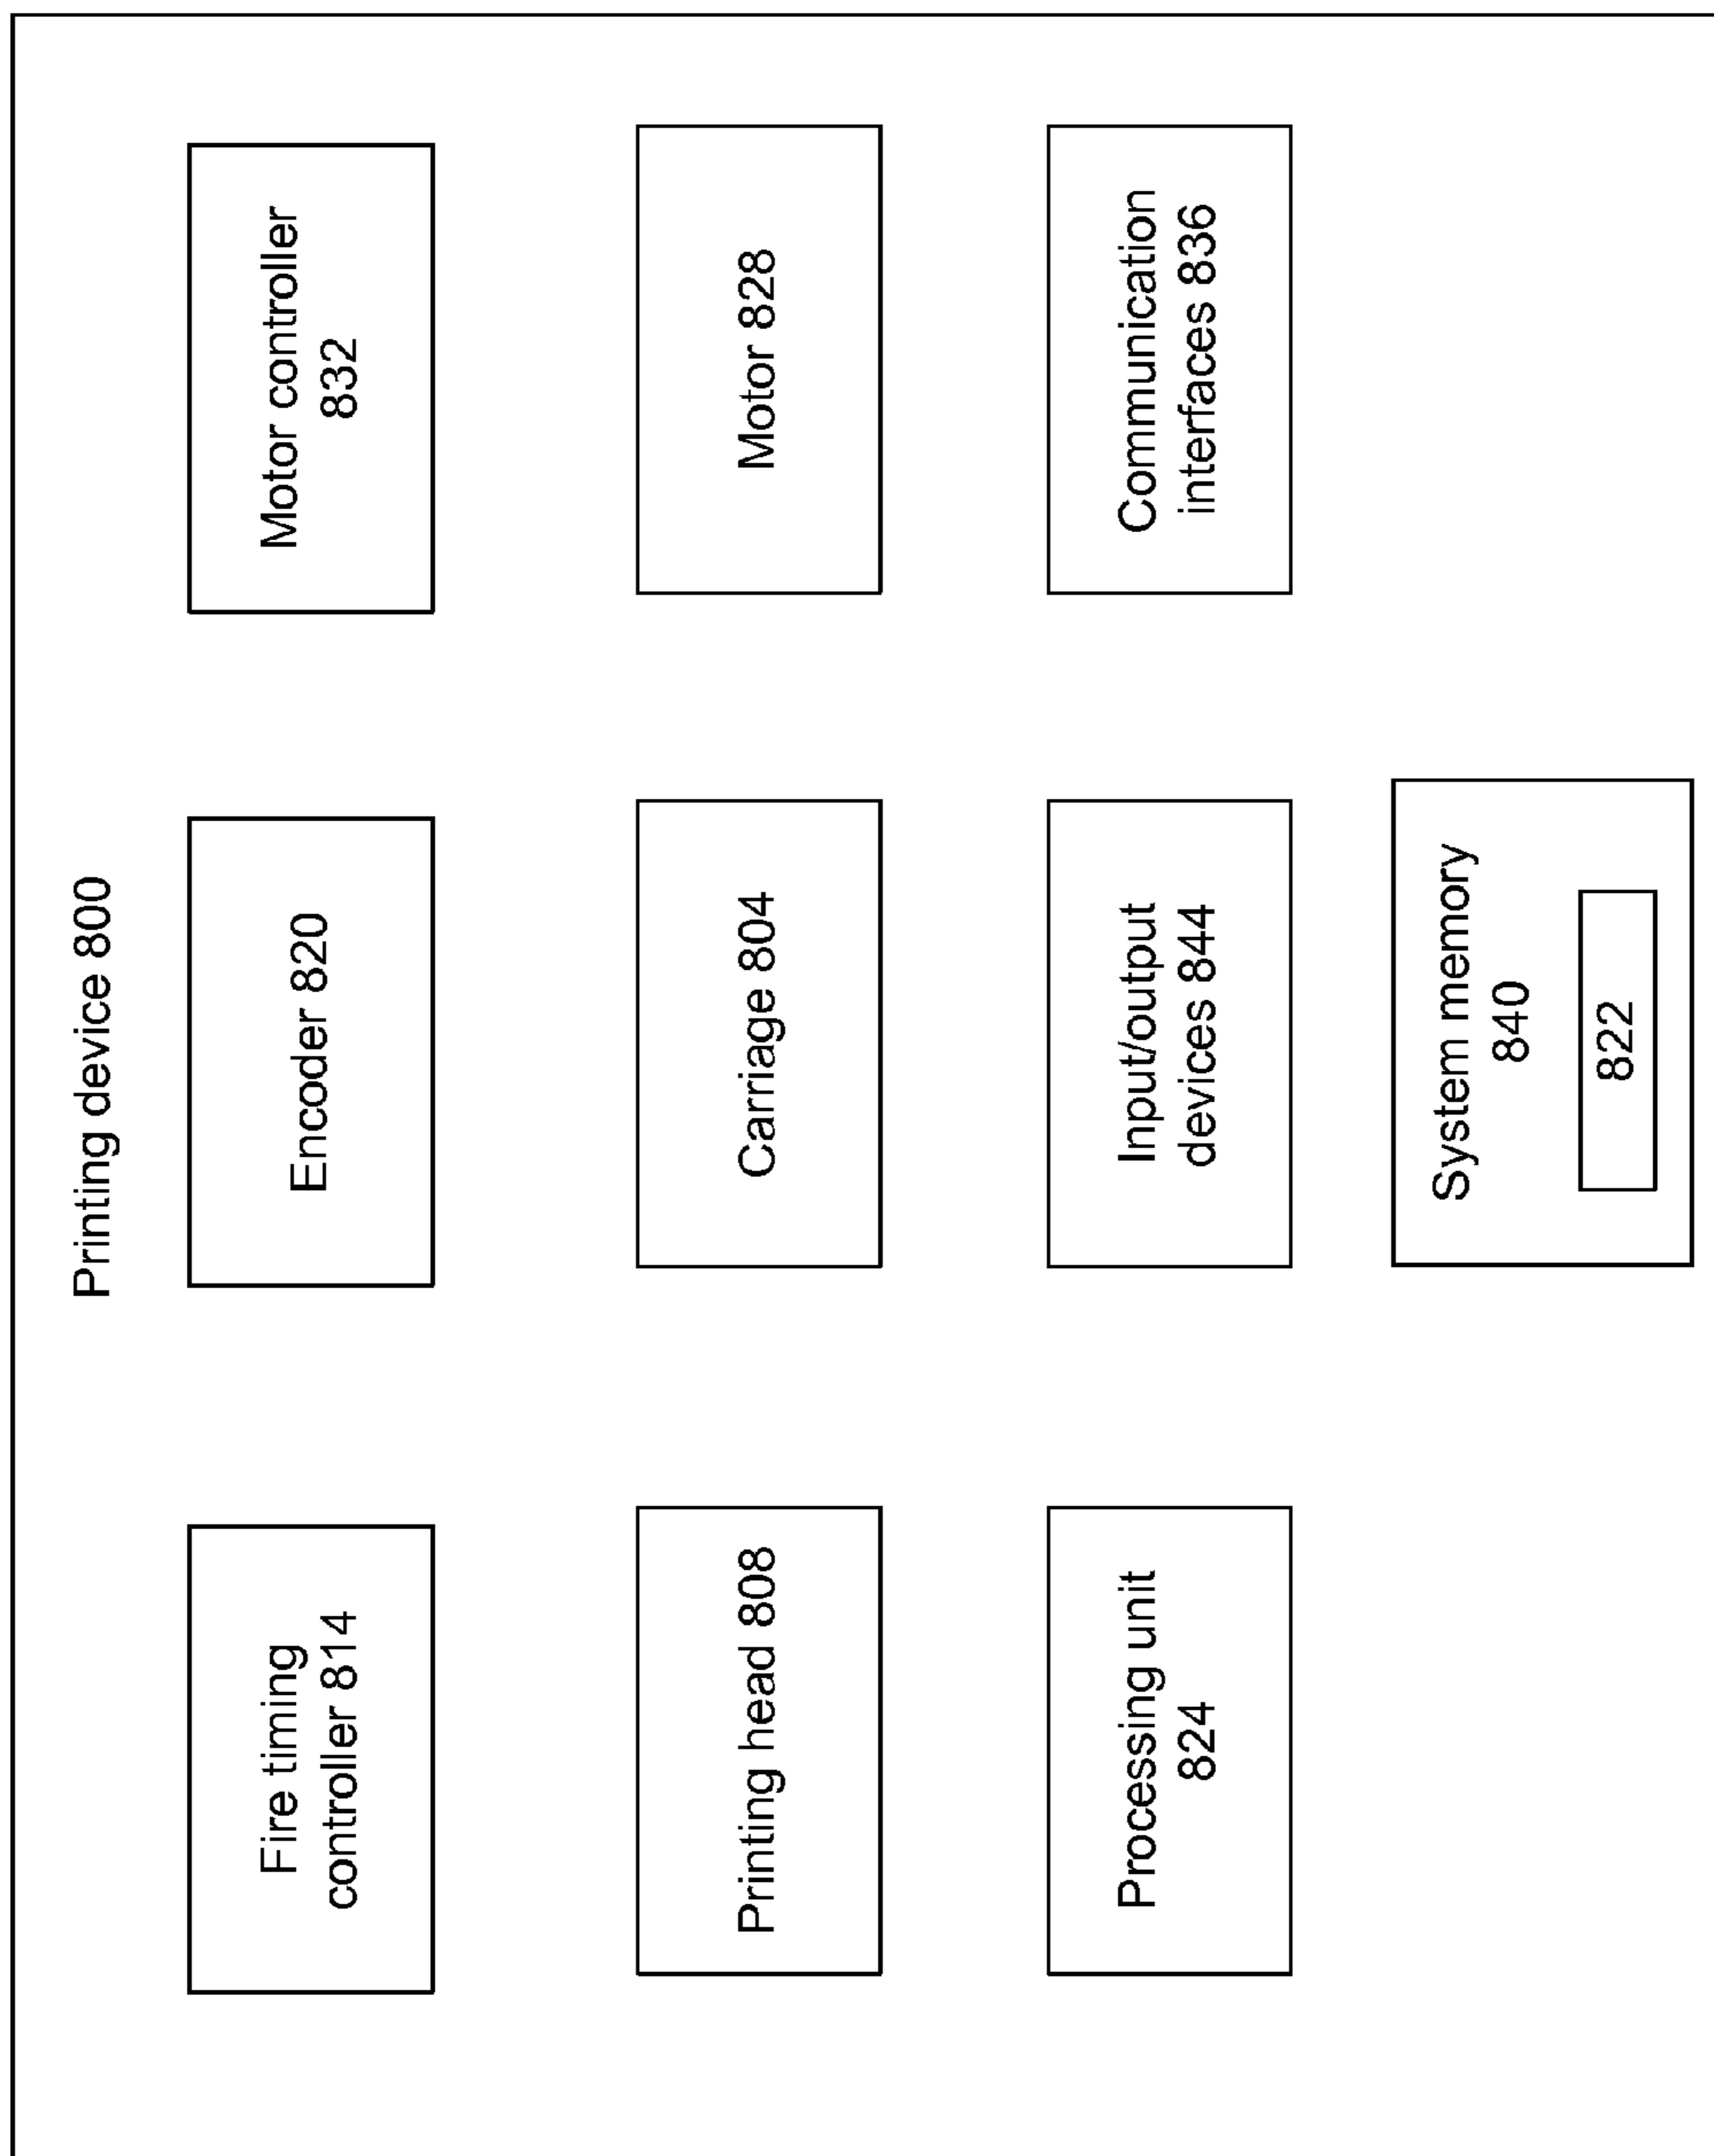 Printing device 800
Fire timing
controller 814
Encoder 820
Motor controller
832
Printing head 808
Carriage 804
Motor 828
Processing unit
824
Input/output
devices 844
Communication
interfaces 836
System memory
840
822